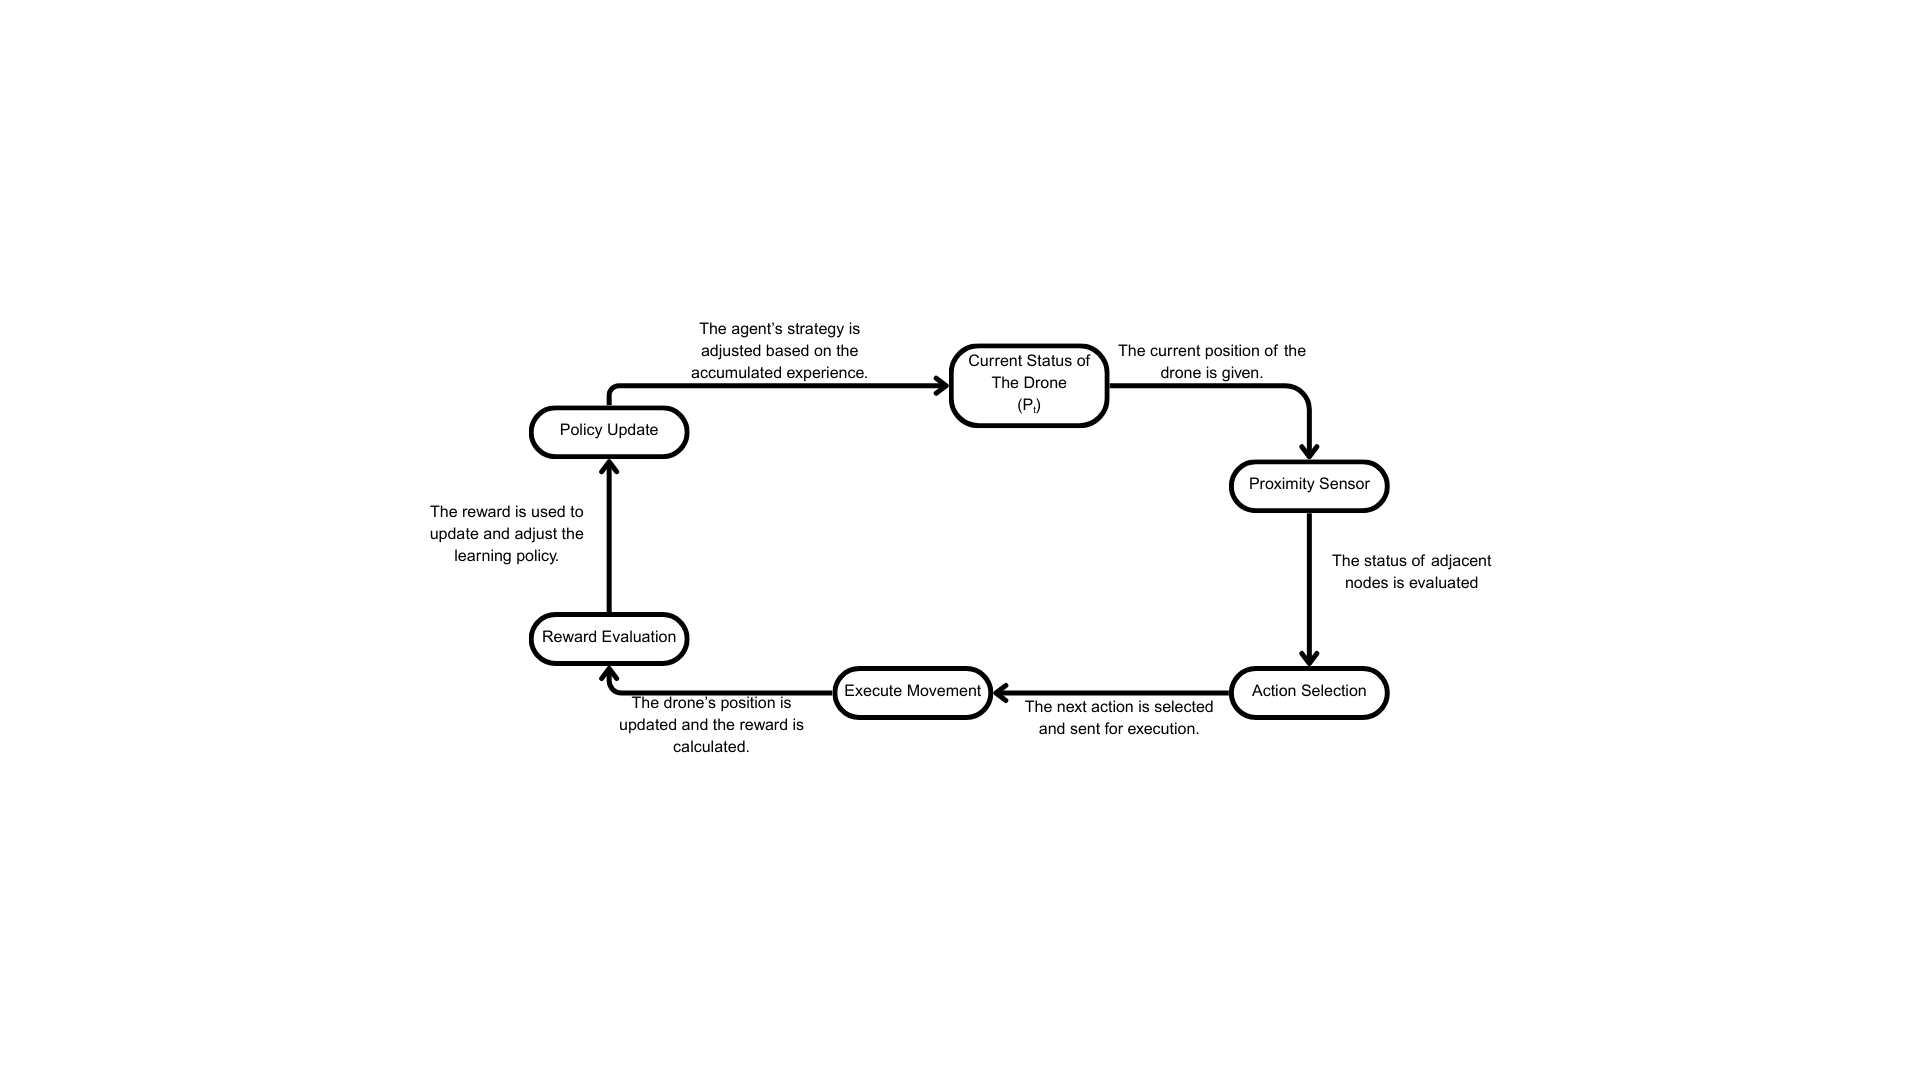 The agent’s strategy is
adjusted based on the
accumulated experience.
Current Status of
The Drone
(Pt)
The current position of the
drone is given.
Policy Update
Proximity Sensor
The reward is used to
update and adjust the
learning policy.
The status of adjacent
nodes is evaluated
Reward Evaluation
Execute Movement
Action Selection
The drone’s position is
updated and the reward is
calculated.
The next action is selected
and sent for execution.